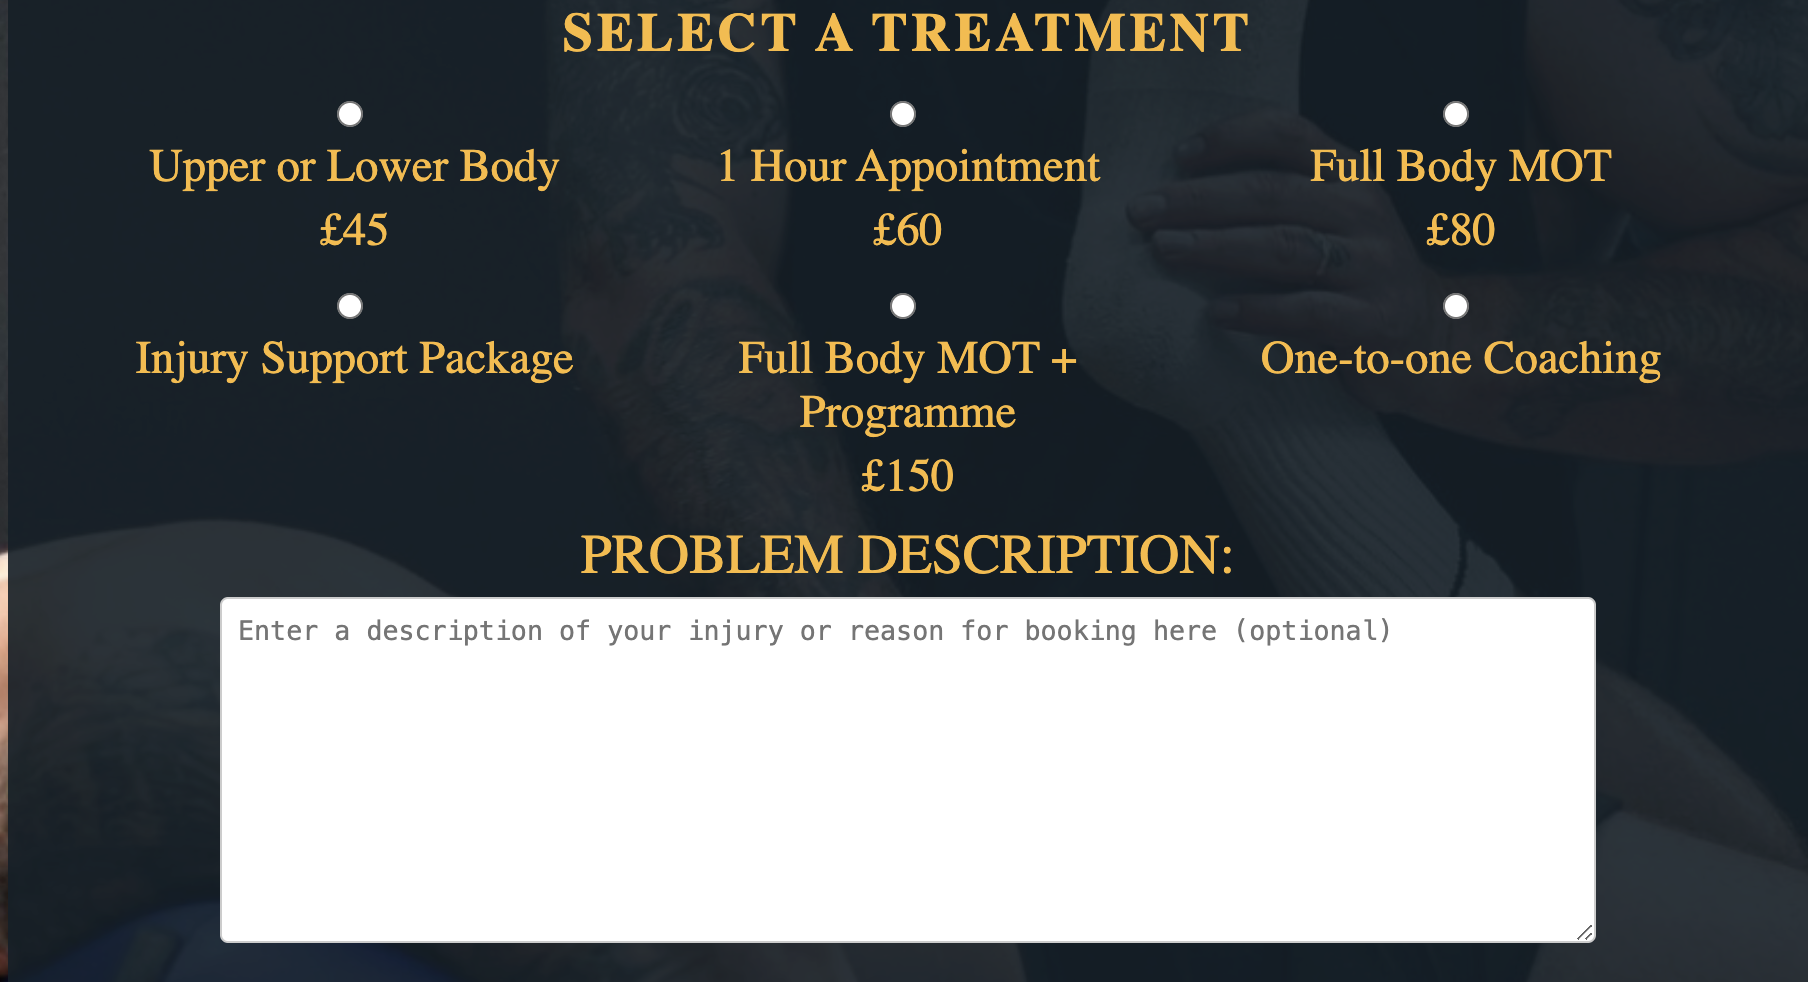 SELECT A TREATMENT
Upper or Lower Body
£45
1 Hour Appointment
£60
Full Body MOT
£80
Injury Support Package
Full Body MOT +
Programme
£150
One-to-one Coaching
PROBLEM DESCRIPTION:
Enter a description of your injury or reason for booking here (optional)